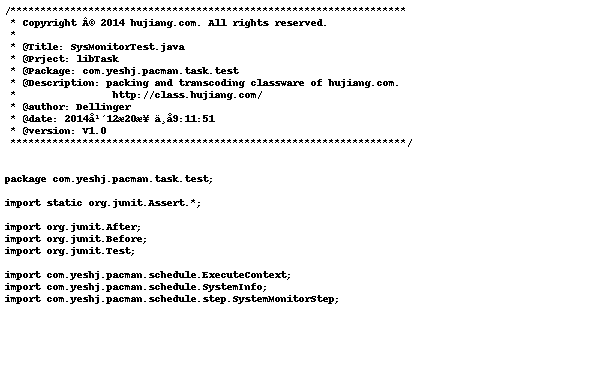 /******************************************************************
 * Copyright Â© 2014 hujiang.com. All rights reserved.
 *
 * @Title: SysMonitorTest.java
 * @Prject: libTask
 * @Package: com.yeshj.pacman.task.test
 * @Description: packing and transcoding classware of hujiang.com.
 *                http://class.hujiang.com/
 * @author: Dellinger
 * @date: 2014å¹´12æ20æ¥ ä¸å9:11:51
 * @version: V1.0
 ******************************************************************/
package com.yeshj.pacman.task.test;
import static org.junit.Assert.*;
import org.junit.After;
import org.junit.Before;
import org.junit.Test;
import com.yeshj.pacman.schedule.ExecuteContext;
import com.yeshj.pacman.schedule.SystemInfo;
import com.yeshj.pacman.schedule.step.SystemMonitorStep;